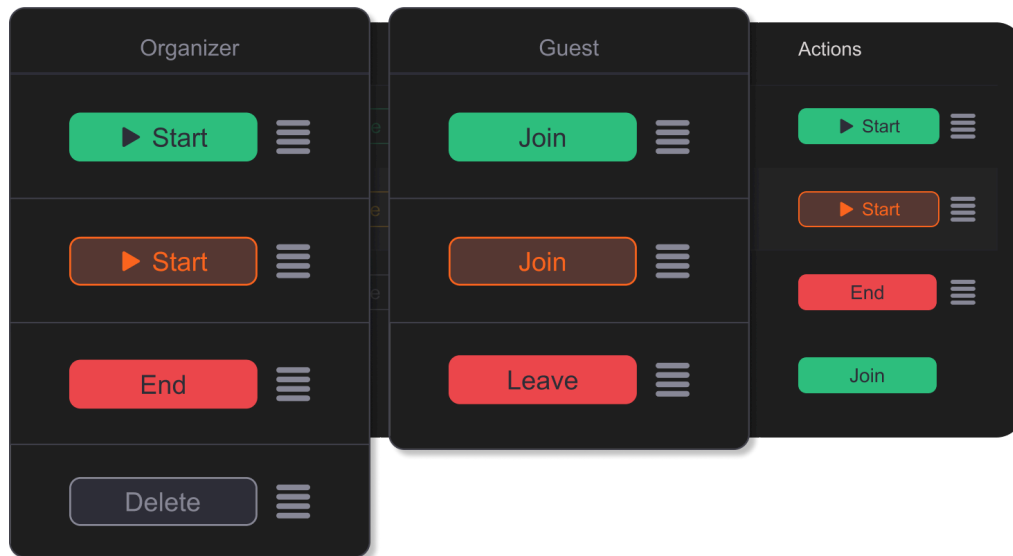 Organizer
Start
Start
End
Delete
Guest
Join
Join
Leave
Actions
Start
Start
End
Join